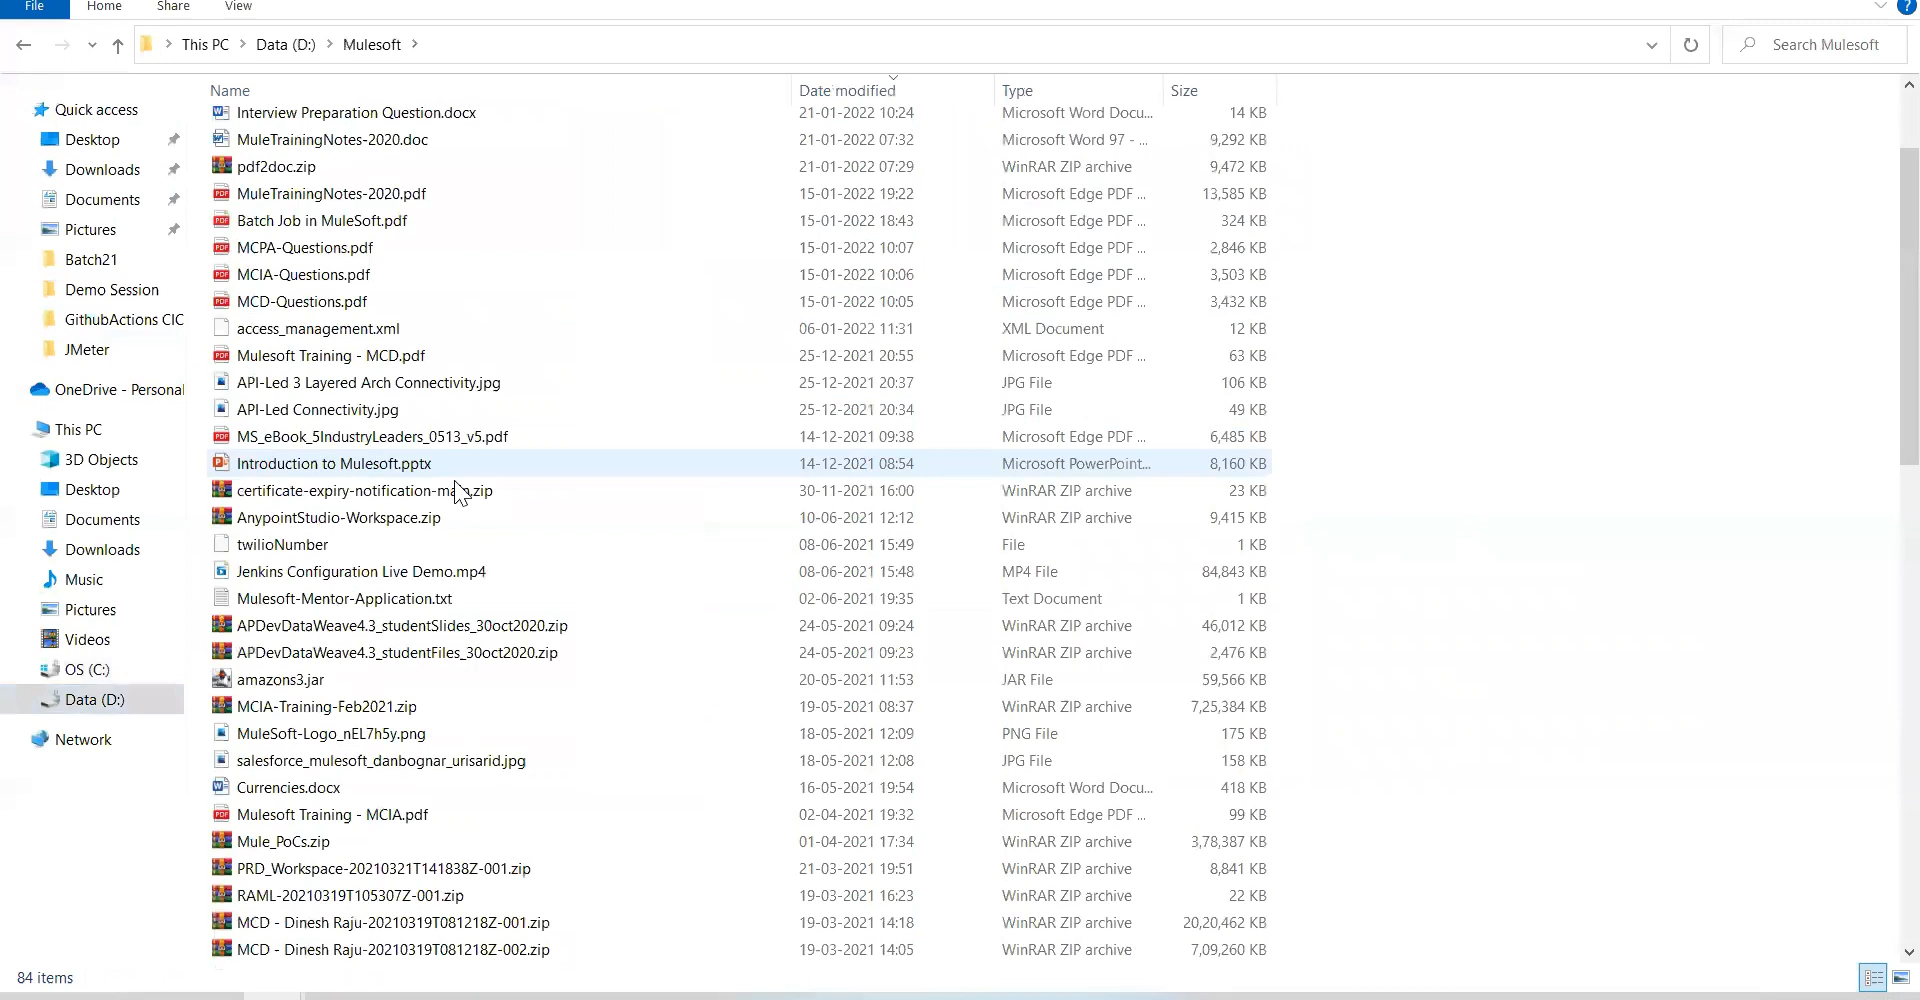 File Home Share View
This PC > Data (D:) > Mulesoft >
Search Mulesoft
Name Date modified Type Size
Quick access
Desktop
Downloads
Documents
Pictures
Batch21
Demo Session
GithubActions CIC
JMeter
OneDrive - Personal
This PC
3D Objects
Desktop
Documents
Downloads
Music
Pictures
Videos
OS (C:)
Data (D:)
Network
Interview Preparation Question.docx 21-01-2022 10:24 Microsoft Word Docu... 14 KB
MuleTrainingNotes-2020.doc 21-01-2022 07:32 Microsoft Word 97 - ... 9,292 KB
pdf2doc.zip 21-01-2022 07:29 WinRAR ZIP archive 9,472 KB
MuleTrainingNotes-2020.pdf 15-01-2022 19:22 Microsoft Edge PDF ... 13,585 KB
Batch Job in MuleSoft.pdf 15-01-2022 18:43 Microsoft Edge PDF ... 324 KB
MCPA-Questions.pdf 15-01-2022 10:07 Microsoft Edge PDF ... 2,846 KB
MCIA-Questions.pdf 15-01-2022 10:06 Microsoft Edge PDF ... 3,503 KB
MCD-Questions.pdf 15-01-2022 10:05 Microsoft Edge PDF ... 3,432 KB
access_management.xml 06-01-2022 11:31 XML Document 12 KB
Mulesoft Training - MCD.pdf 25-12-2021 20:55 Microsoft Edge PDF ... 63 KB
API-Led 3 Layered Arch Connectivity.jpg 25-12-2021 20:37 JPG File 106 KB
API-Led Connectivity.jpg 25-12-2021 20:34 JPG File 49 KB
MS_eBook_5IndustryLeaders_0513_v5.pdf 14-12-2021 09:38 Microsoft Edge PDF ... 6,485 KB
Introduction to Mulesoft.pptx 14-12-2021 08:54 Microsoft PowerPoint... 8,160 KB
certificate-expiry-notification-main.zip 30-11-2021 16:00 WinRAR ZIP archive 23 KB
AnypointStudio-Workspace.zip 10-06-2021 12:12 WinRAR ZIP archive 9,415 KB
twilioNumber 08-06-2021 15:49 File 1 KB
Jenkins Configuration Live Demo.mp4 08-06-2021 15:48 MP4 File 84,843 KB
Mulesoft-Mentor-Application.txt 02-06-2021 19:35 Text Document 1 KB
APDevDataWeave4.3_studentSlides_30oct2020.zip 24-05-2021 09:24 WinRAR ZIP archive 46,012 KB
APDevDataWeave4.3_studentFiles_30oct2020.zip 24-05-2021 09:23 WinRAR ZIP archive 2,476 KB
amazons3.jar 20-05-2021 11:53 JAR File 59,566 KB
MCIA-Training-Feb2021.zip 19-05-2021 08:37 WinRAR ZIP archive 7,25,384 KB
MuleSoft-Logo_nEL7h5y.png 18-05-2021 12:09 PNG File 175 KB
salesforce_mulesoft_danbognar_urisarid.jpg 18-05-2021 12:08 JPG File 158 KB
Currencies.docx 16-05-2021 19:54 Microsoft Word Docu... 418 KB
Mulesoft Training - MCIA.pdf 02-04-2021 19:32 Microsoft Edge PDF ... 99 KB
Mule_PoCs.zip 01-04-2021 17:34 WinRAR ZIP archive 3,78,387 KB
PRD_Workspace-20210321T141838Z-001.zip 21-03-2021 19:51 WinRAR ZIP archive 8,841 KB
RAML-20210319T105307Z-001.zip 19-03-2021 16:23 WinRAR ZIP archive 22 KB
MCD - Dinesh Raju-20210319T081218Z-001.zip 19-03-2021 14:18 WinRAR ZIP archive 20,20,462 KB
MCD - Dinesh Raju-20210319T081218Z-002.zip 19-03-2021 14:05 WinRAR ZIP archive 7,09,260 KB
84 items